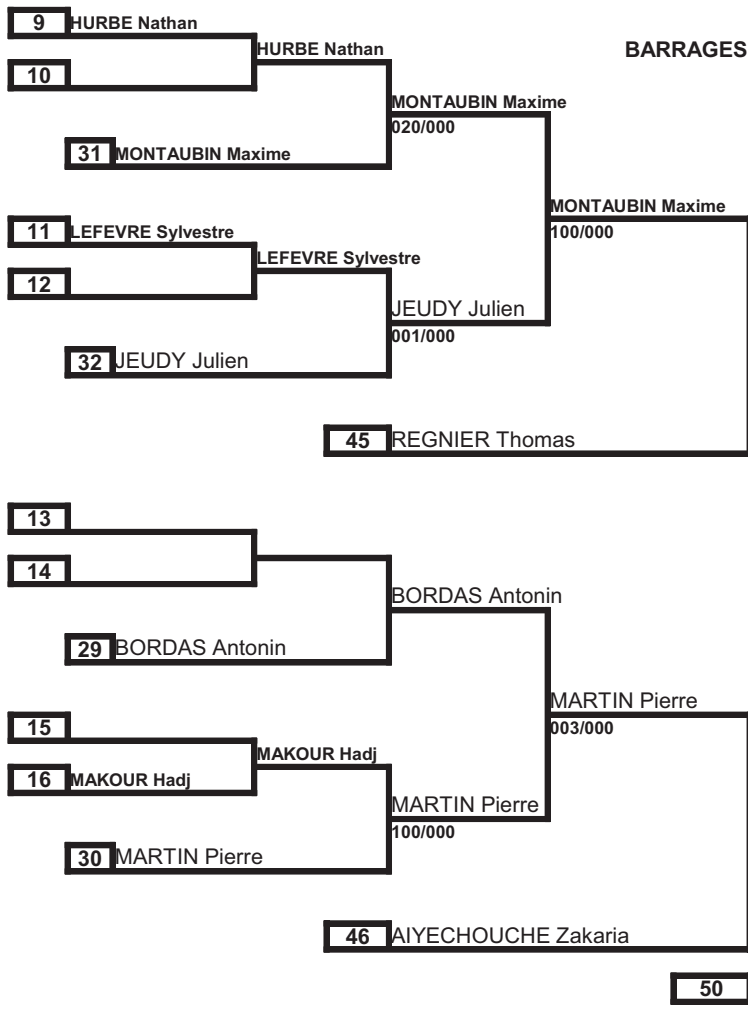 9 HURBE Nathan
HURBE Nathan
BARRAGES
10
MONTAUBIN Maxime
020/000
31 MONTAUBIN Maxime
MONTAUBIN Maxime
100/000
11 LEFEVRE Sylvestre
LEFEVRE Sylvestre
12
JEUDY Julien
001/000
32 JEUDY Julien
45 REGNIER Thomas
13
14
BORDAS Antonin
29 BORDAS Antonin
MARTIN Pierre
003/000
15
MAKOUR Hadj
16 MAKOUR Hadj
MARTIN Pierre
100/000
30 MARTIN Pierre
46 AIYECHOUCHE Zakaria
50